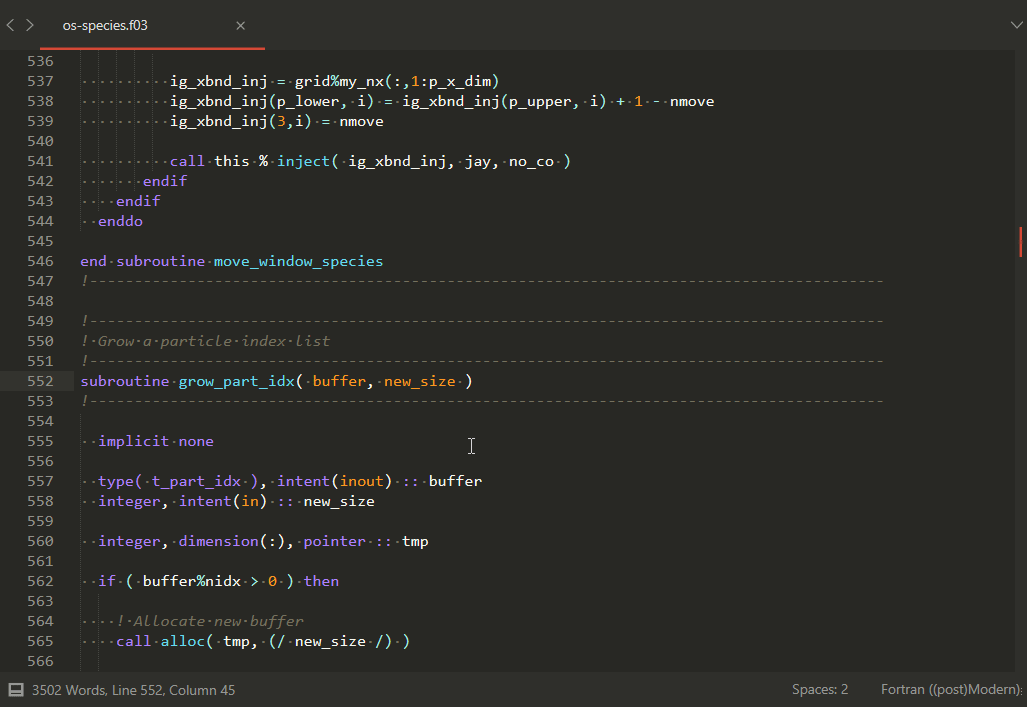 os-species.f03
536
537 ig_xbnd_inj = grid%my_nx(:,1:p_x_dim)
538 ig_xbnd_inj(p_lower, i) = ig_xbnd_inj(p_upper, i) + 1 - nmove
539 ig_xbnd_inj(3,i) = nmove
540
541 call this % inject( ig_xbnd_inj, jay, no_co )
542 endif
543 endif
544 enddo
545
546 end subroutine move_window_species
547 !-----------------------------------------------------------------------------------------
548
549 !-----------------------------------------------------------------------------------------
550 ! Grow a particle index list
551 !-----------------------------------------------------------------------------------------
552 subroutine grow_part_idx( buffer, new_size )
553 !-----------------------------------------------------------------------------------------
554
555 implicit none
556
557 type( t_part_idx ), intent(inout) :: buffer
558 integer, intent(in) :: new_size
559
560 integer, dimension(:), pointer :: tmp
561
562 if ( buffer%nidx > 0 ) then
563
564 ! Allocate new buffer
565 call alloc( tmp, (/ new_size /) )
566
3502 Words, Line 552, Column 45 Spaces: 2 Fortran ((post)Modern)